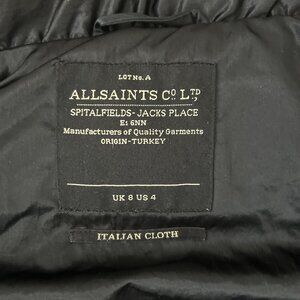 LOT No. A
ALLSAINTS Co LTD,
SPITALFIELDS- JACKS PLACE
E1 6NN
Manufacturers of Quality Garments
ORIGIN-TURKEY
UK 8 US 4
ITALIAN CLOTH